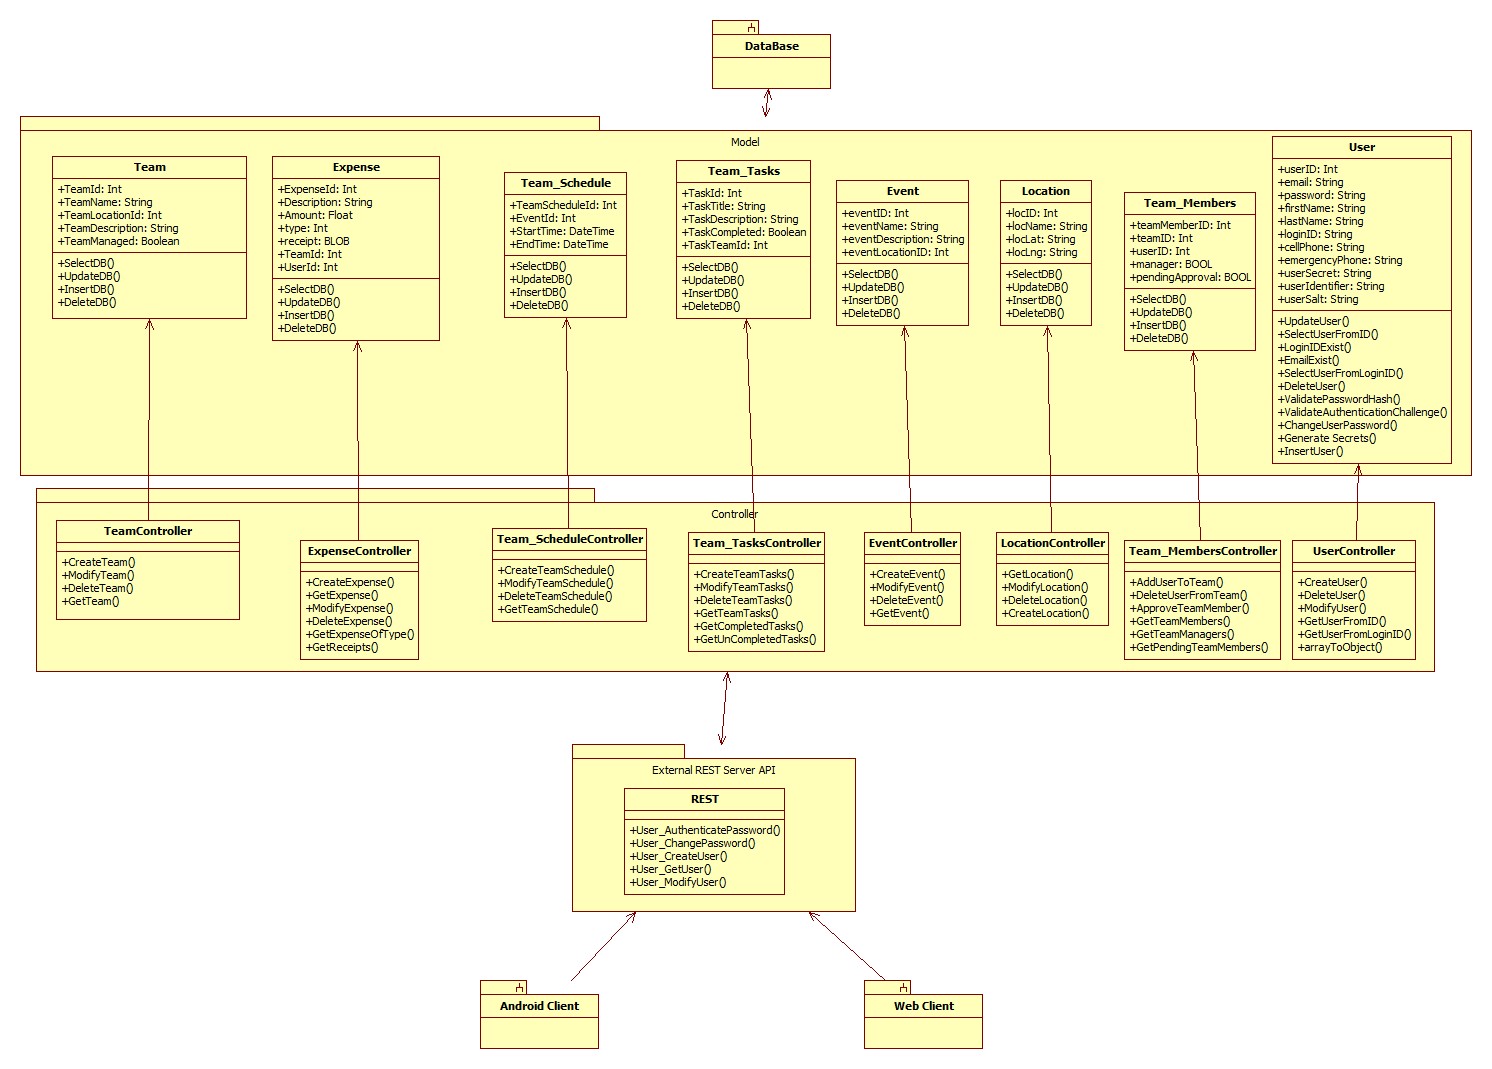 DataBase
Model
Team
+TeamId: Int
+TeamName: String
+TeamLocationId: Int
+TeamDescription: String
+TeamManaged: Boolean
+SelectDB()
+UpdateDB()
+InsertDB()
+DeleteDB()
Expense
+ExpenseId: Int
+Description: String
+Amount: Float
+type: Int
+receipt: BLOB
+TeamId: Int
+UserId: Int
+SelectDB()
+UpdateDB()
+InsertDB()
+DeleteDB()
Team_Schedule
+TeamScheduleId: Int
+EventId: Int
+StartTime: DateTime
+EndTime: DateTime
+SelectDB()
+UpdateDB()
+InsertDB()
+DeleteDB()
Team_Tasks
+TaskId: Int
+TaskTitle: String
+TaskDescription: String
+TaskCompleted: Boolean
+TaskTeamId: Int
+SelectDB()
+UpdateDB()
+InsertDB()
+DeleteDB()
Event
+eventID: Int
+eventName: String
+eventDescription: String
+eventLocationID: Int
+SelectDB()
+UpdateDB()
+InsertDB()
+DeleteDB()
Location
+locID: Int
+locName: String
+locLat: String
+locLng: String
+SelectDB()
+UpdateDB()
+InsertDB()
+DeleteDB()
Team_Members
+teamMemberID: Int
+teamID: Int
+userID: Int
+manager: BOOL
+pendingApproval: BOOL
+SelectDB()
+UpdateDB()
+InsertDB()
+DeleteDB()
User
+userID: Int
+email: String
+password: String
+firstName: String
+lastName: String
+loginID: String
+cellPhone: String
+emergencyPhone: String
+userSecret: String
+userIdentifier: String
+userSalt: String
+UpdateUser()
+SelectUserFromID()
+LoginIDExist()
+EmailExist()
+SelectUserFromLoginID()
+DeleteUser()
+ValidatePasswordHash()
+ValidateAuthenticationChallenge()
+ChangeUserPassword()
+Generate Secrets()
+InsertUser()
Controller
TeamController
+CreateTeam()
+ModifyTeam()
+DeleteTeam()
+GetTeam()
ExpenseController
+CreateExpense()
+GetExpense()
+ModifyExpense()
+DeleteExpense()
+GetExpenseOfType()
+GetReceipts()
Team_ScheduleController
+CreateTeamSchedule()
+ModifyTeamSchedule()
+DeleteTeamSchedule()
+GetTeamSchedule()
Team_TasksController
+CreateTeamTasks()
+ModifyTeamTasks()
+DeleteTeamTasks()
+GetTeamTasks()
+GetCompletedTasks()
+GetUnCompletedTasks()
EventController
+CreateEvent()
+ModifyEvent()
+DeleteEvent()
+GetEvent()
LocationController
+GetLocation()
+ModifyLocation()
+DeleteLocation()
+CreateLocation()
Team_MembersController
+AddUserToTeam()
+DeleteUserFromTeam()
+ApproveTeamMember()
+GetTeamMembers()
+GetTeamManagers()
+GetPendingTeamMembers()
UserController
+CreateUser()
+DeleteUser()
+ModifyUser()
+GetUserFromID()
+GetUserFromLoginID()
+arrayToObject()
External REST Server API
REST
+User_AuthenticatePassword()
+User_ChangePassword()
+User_CreateUser()
+User_GetUser()
+User_ModifyUser()
Android Client
Web Client